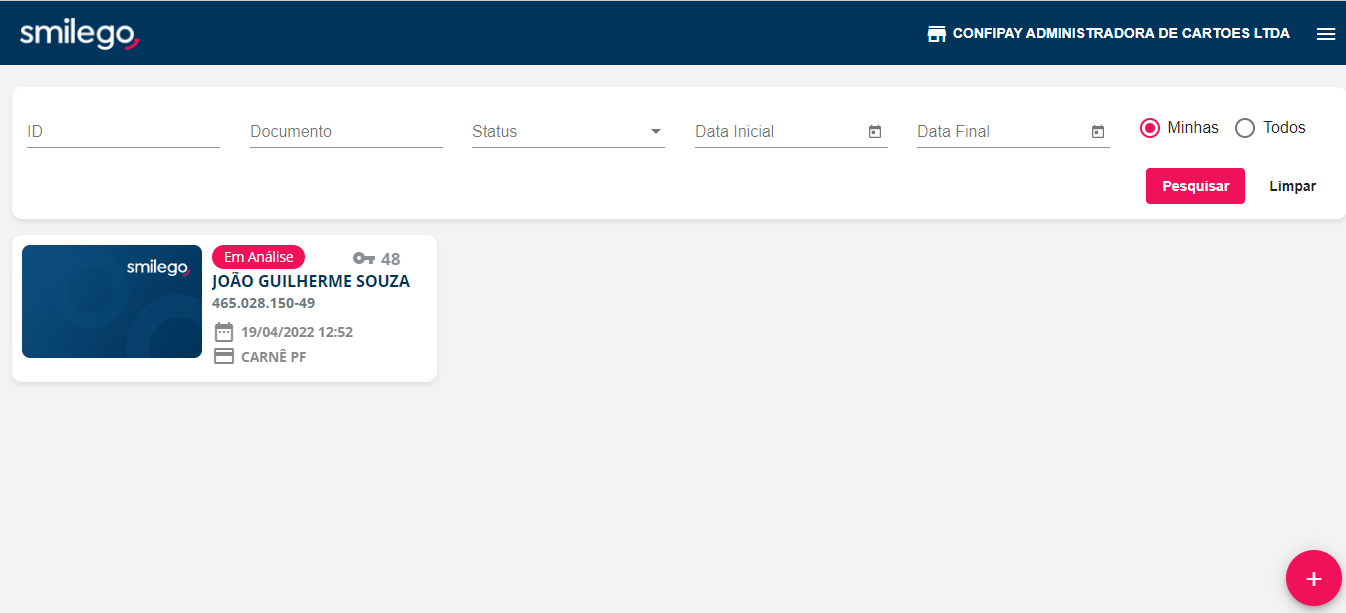 smilego
CONFIPAY ADMINISTRADORA DE CARTOES LTDA
ID
Documento
Status
Data Inicial
Data Final
Minhas
Todos
Pesquisar
Limpar
smilego
Em Análise
48
JOÃO GUILHERME SOUZA
465.028.150-49
19/04/2022 12:52
CARNÊ PF